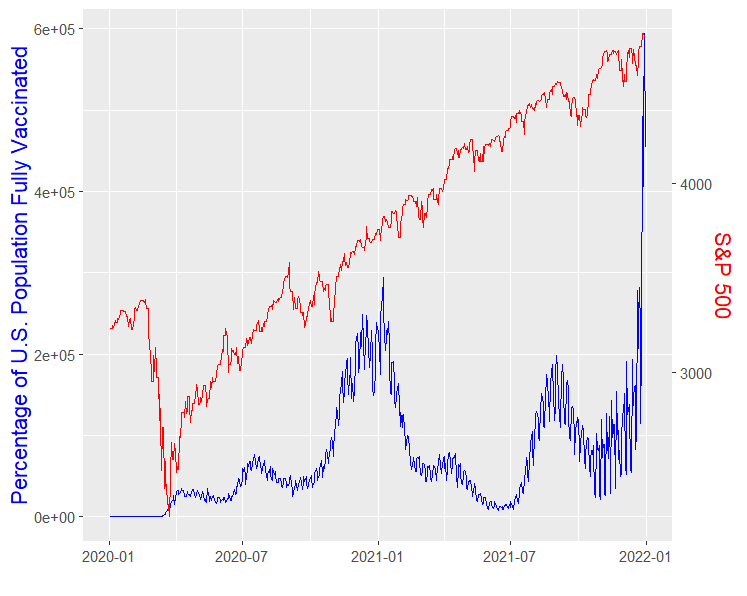 Percentage of U.S. Population Fully Vaccinated
6e+05
4e+05
2e+05
0e+00
2020-01
2020-07
2021-01
2021-07
2022-01
4000
3000
S&P 500